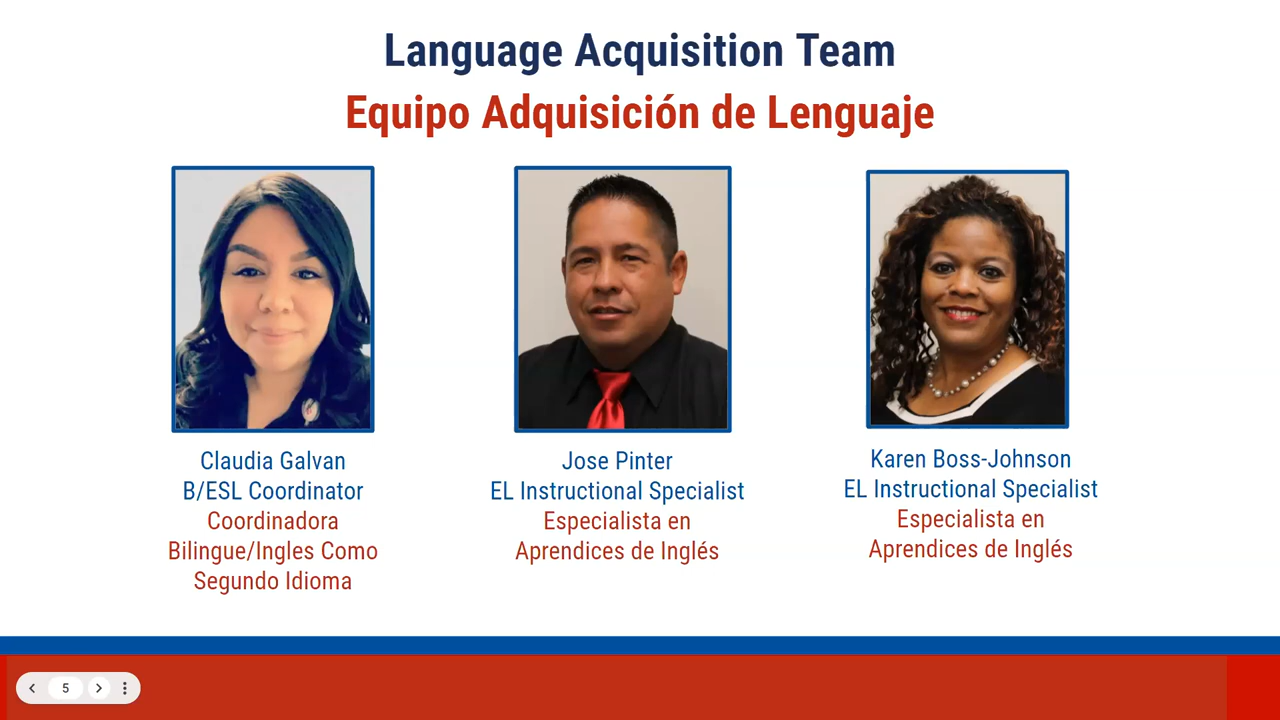 Language Acquisition Team
Equipo Adquisición de Lenguaje
Claudia Galvan
B/ESL Coordinator
Coordinadora
Bilingue/Ingles Como
Segundo Idioma
Jose Pinter
EL Instructional Specialist
Especialista en
Aprendices de Inglés
Karen Boss-Johnson
EL Instructional Specialist
Especialista en
Aprendices de Inglés
5